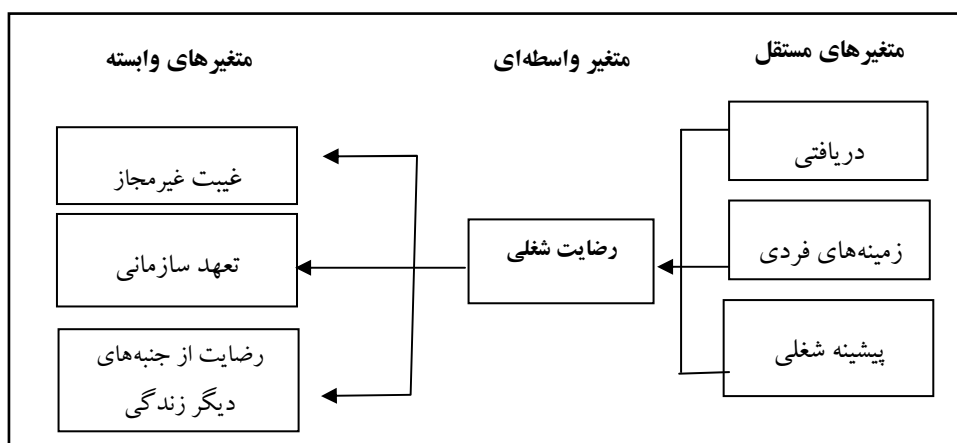 متغیرهای مستقل
متغیر واسطه‌ای
متغیرهای وابسته
دریافتی
زمینه‌های فردی
پیشینه شغلی
رضایت شغلی
غیبت غیرمجاز
تعهد سازمانی
رضایت از جنبه‌های
دیگر زندگی